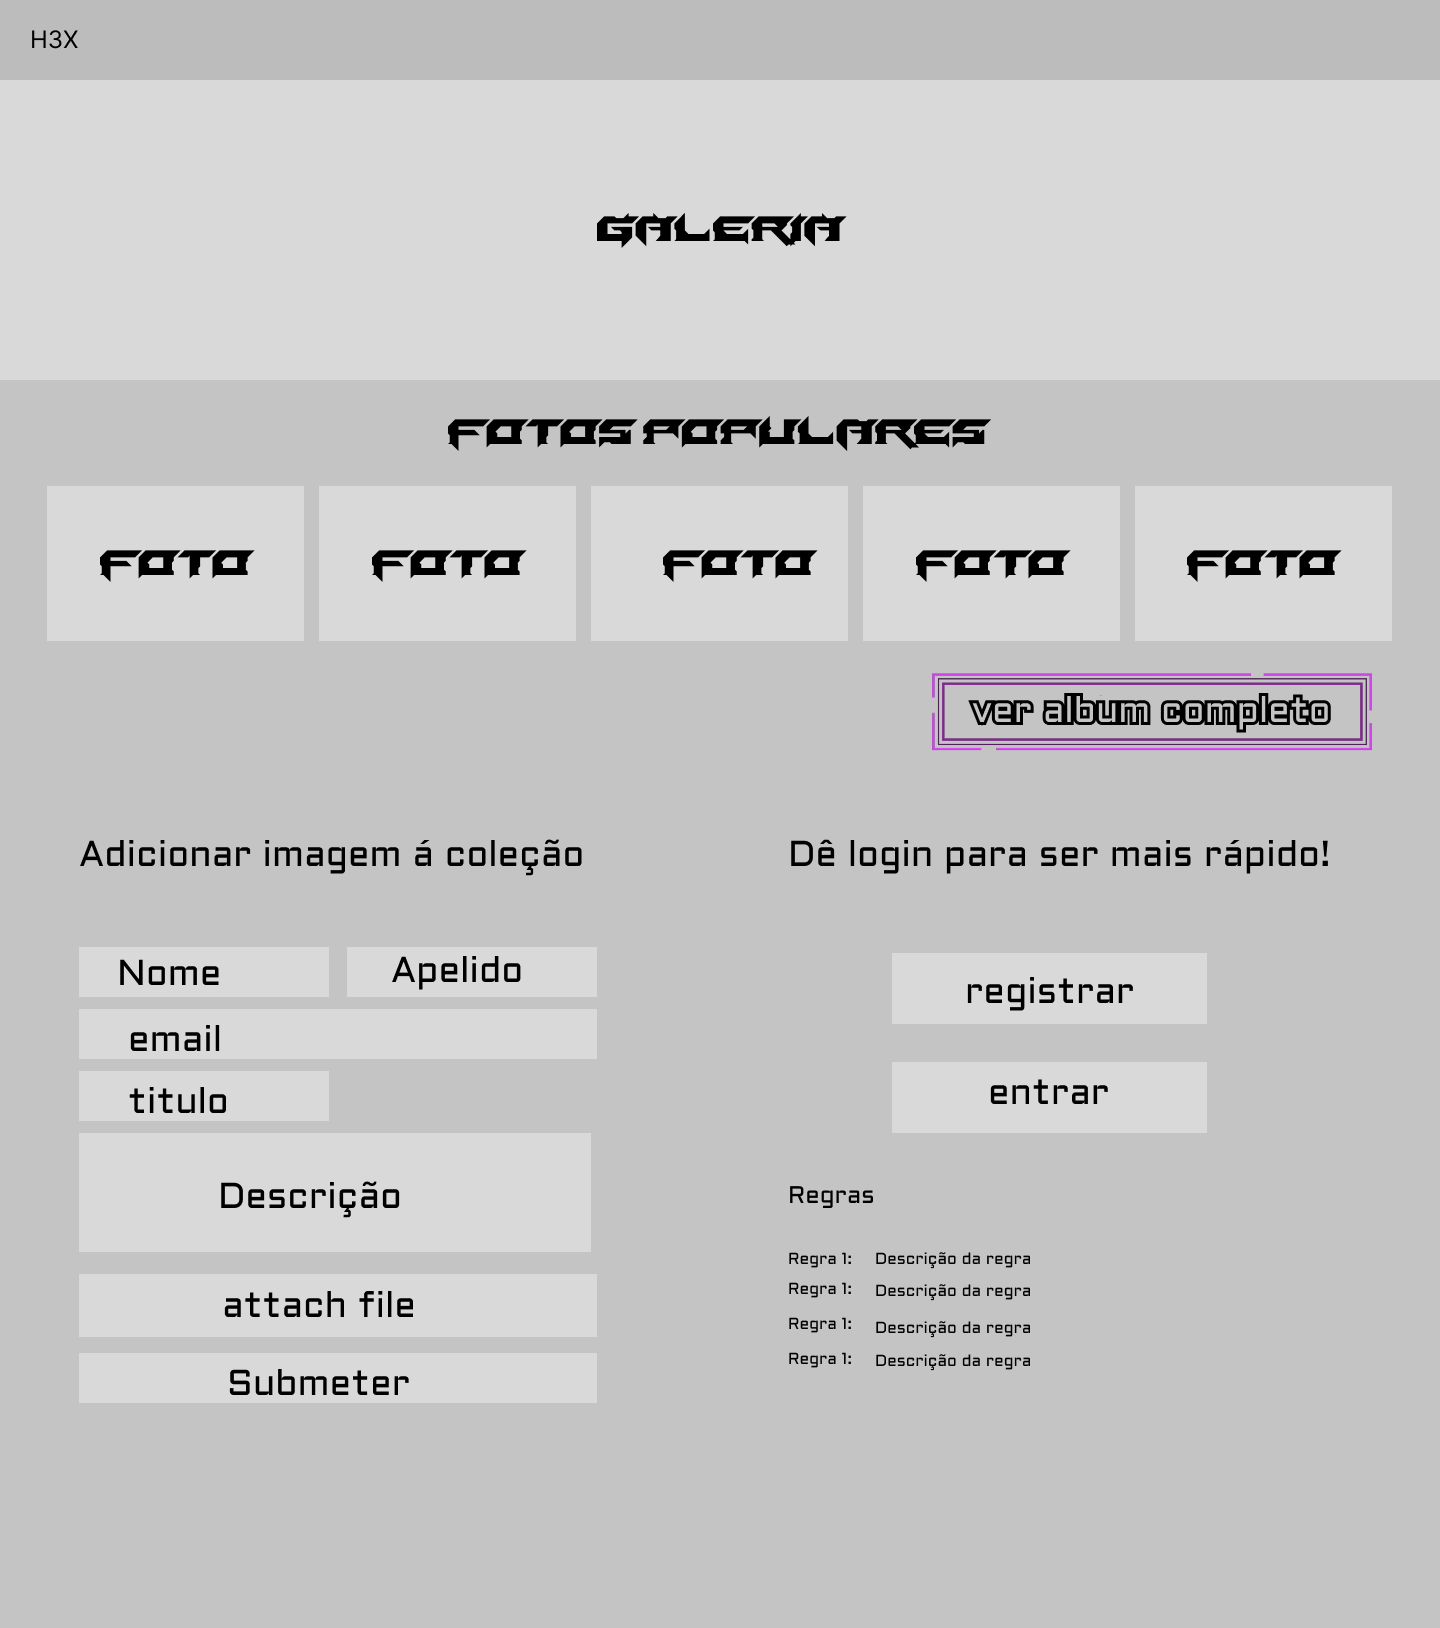 H3X
GALERIA
FOTOS POPULARES
FOTO FOTO FOTO FOTO FOTO
ver album completo
Adicionar imagem á coleção
Nome Apelido
email
titulo
Descrição
attach file
Submeter
Dê login para ser mais rápido!
registrar
entrar
Regras
Regra 1: Descrição da regra
Regra 1: Descrição da regra
Regra 1: Descrição da regra
Regra 1: Descrição da regra